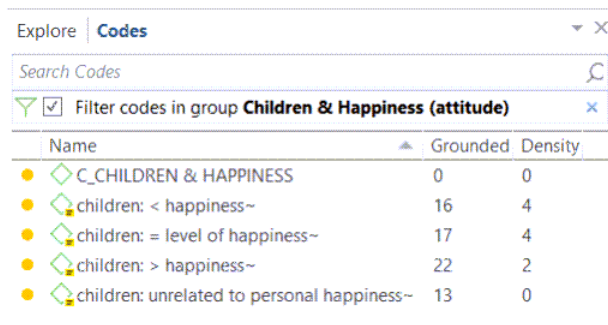 Explore Codes
Search Codes
Filter codes in group Children & Happiness (attitude)
Name Grounded Density
C_CHILDREN & HAPPINESS 0 0
children: < happiness~ 16 4
children: = level of happiness~ 17 4
children: > happiness~ 22 2
children: unrelated to personal happiness~ 13 0